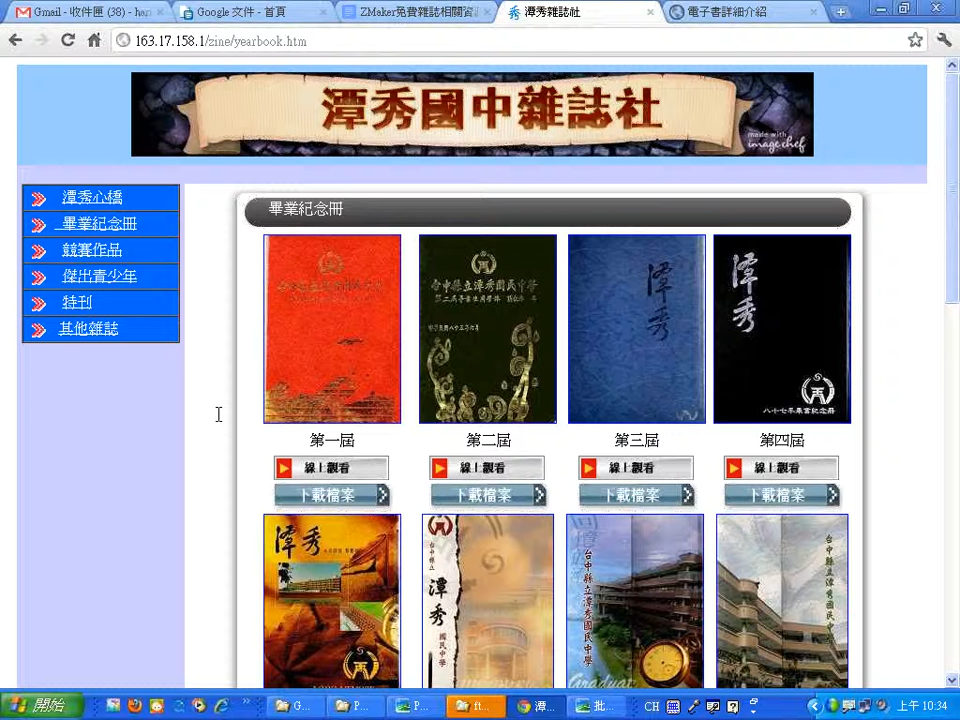 Gmail - 收件匣 (38) - har
Google 文件 - 首頁
ZMaker免費雜誌相關資
潭秀雜誌社
電子書詳細介紹
163.17.158.1/zine/yearbook.htm
潭秀國中雜誌社
made with
image chef
潭秀心橋
畢業紀念冊
競賽作品
傑出青少年
特刊
其他雜誌
畢業紀念冊
台中縣立潭秀國民中學
潭秀
潭秀
八十七年畢業紀念冊
第一屆
第二屆
第三屆
第四屆
線上觀看
線上觀看
線上觀看
線上觀看
下載檔案
下載檔案
下載檔案
下載檔案
潭秀
台中縣立
潭秀
國民中學
台中縣立潭秀國民中學
Graduat
台中縣立潭秀國民中
開始
G...
P...
P...
ft...
潭...
批...
CH
上午 10:34